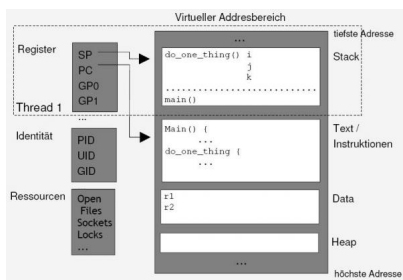 Virtueller Addresbereich
Register
SP
PC
GP0
GP1
...
Thread 1
Identität
PID
UID
GID
Ressourcen
Open
Files
Sockets
Locks
...
...
do_one_thing() i
j
k
............................
main()
Main() {
...
do_one_thing {
...
r1
r2
...
tiefste Adresse
Stack
Text /
Instruktionen
Data
Heap
höchste Adresse